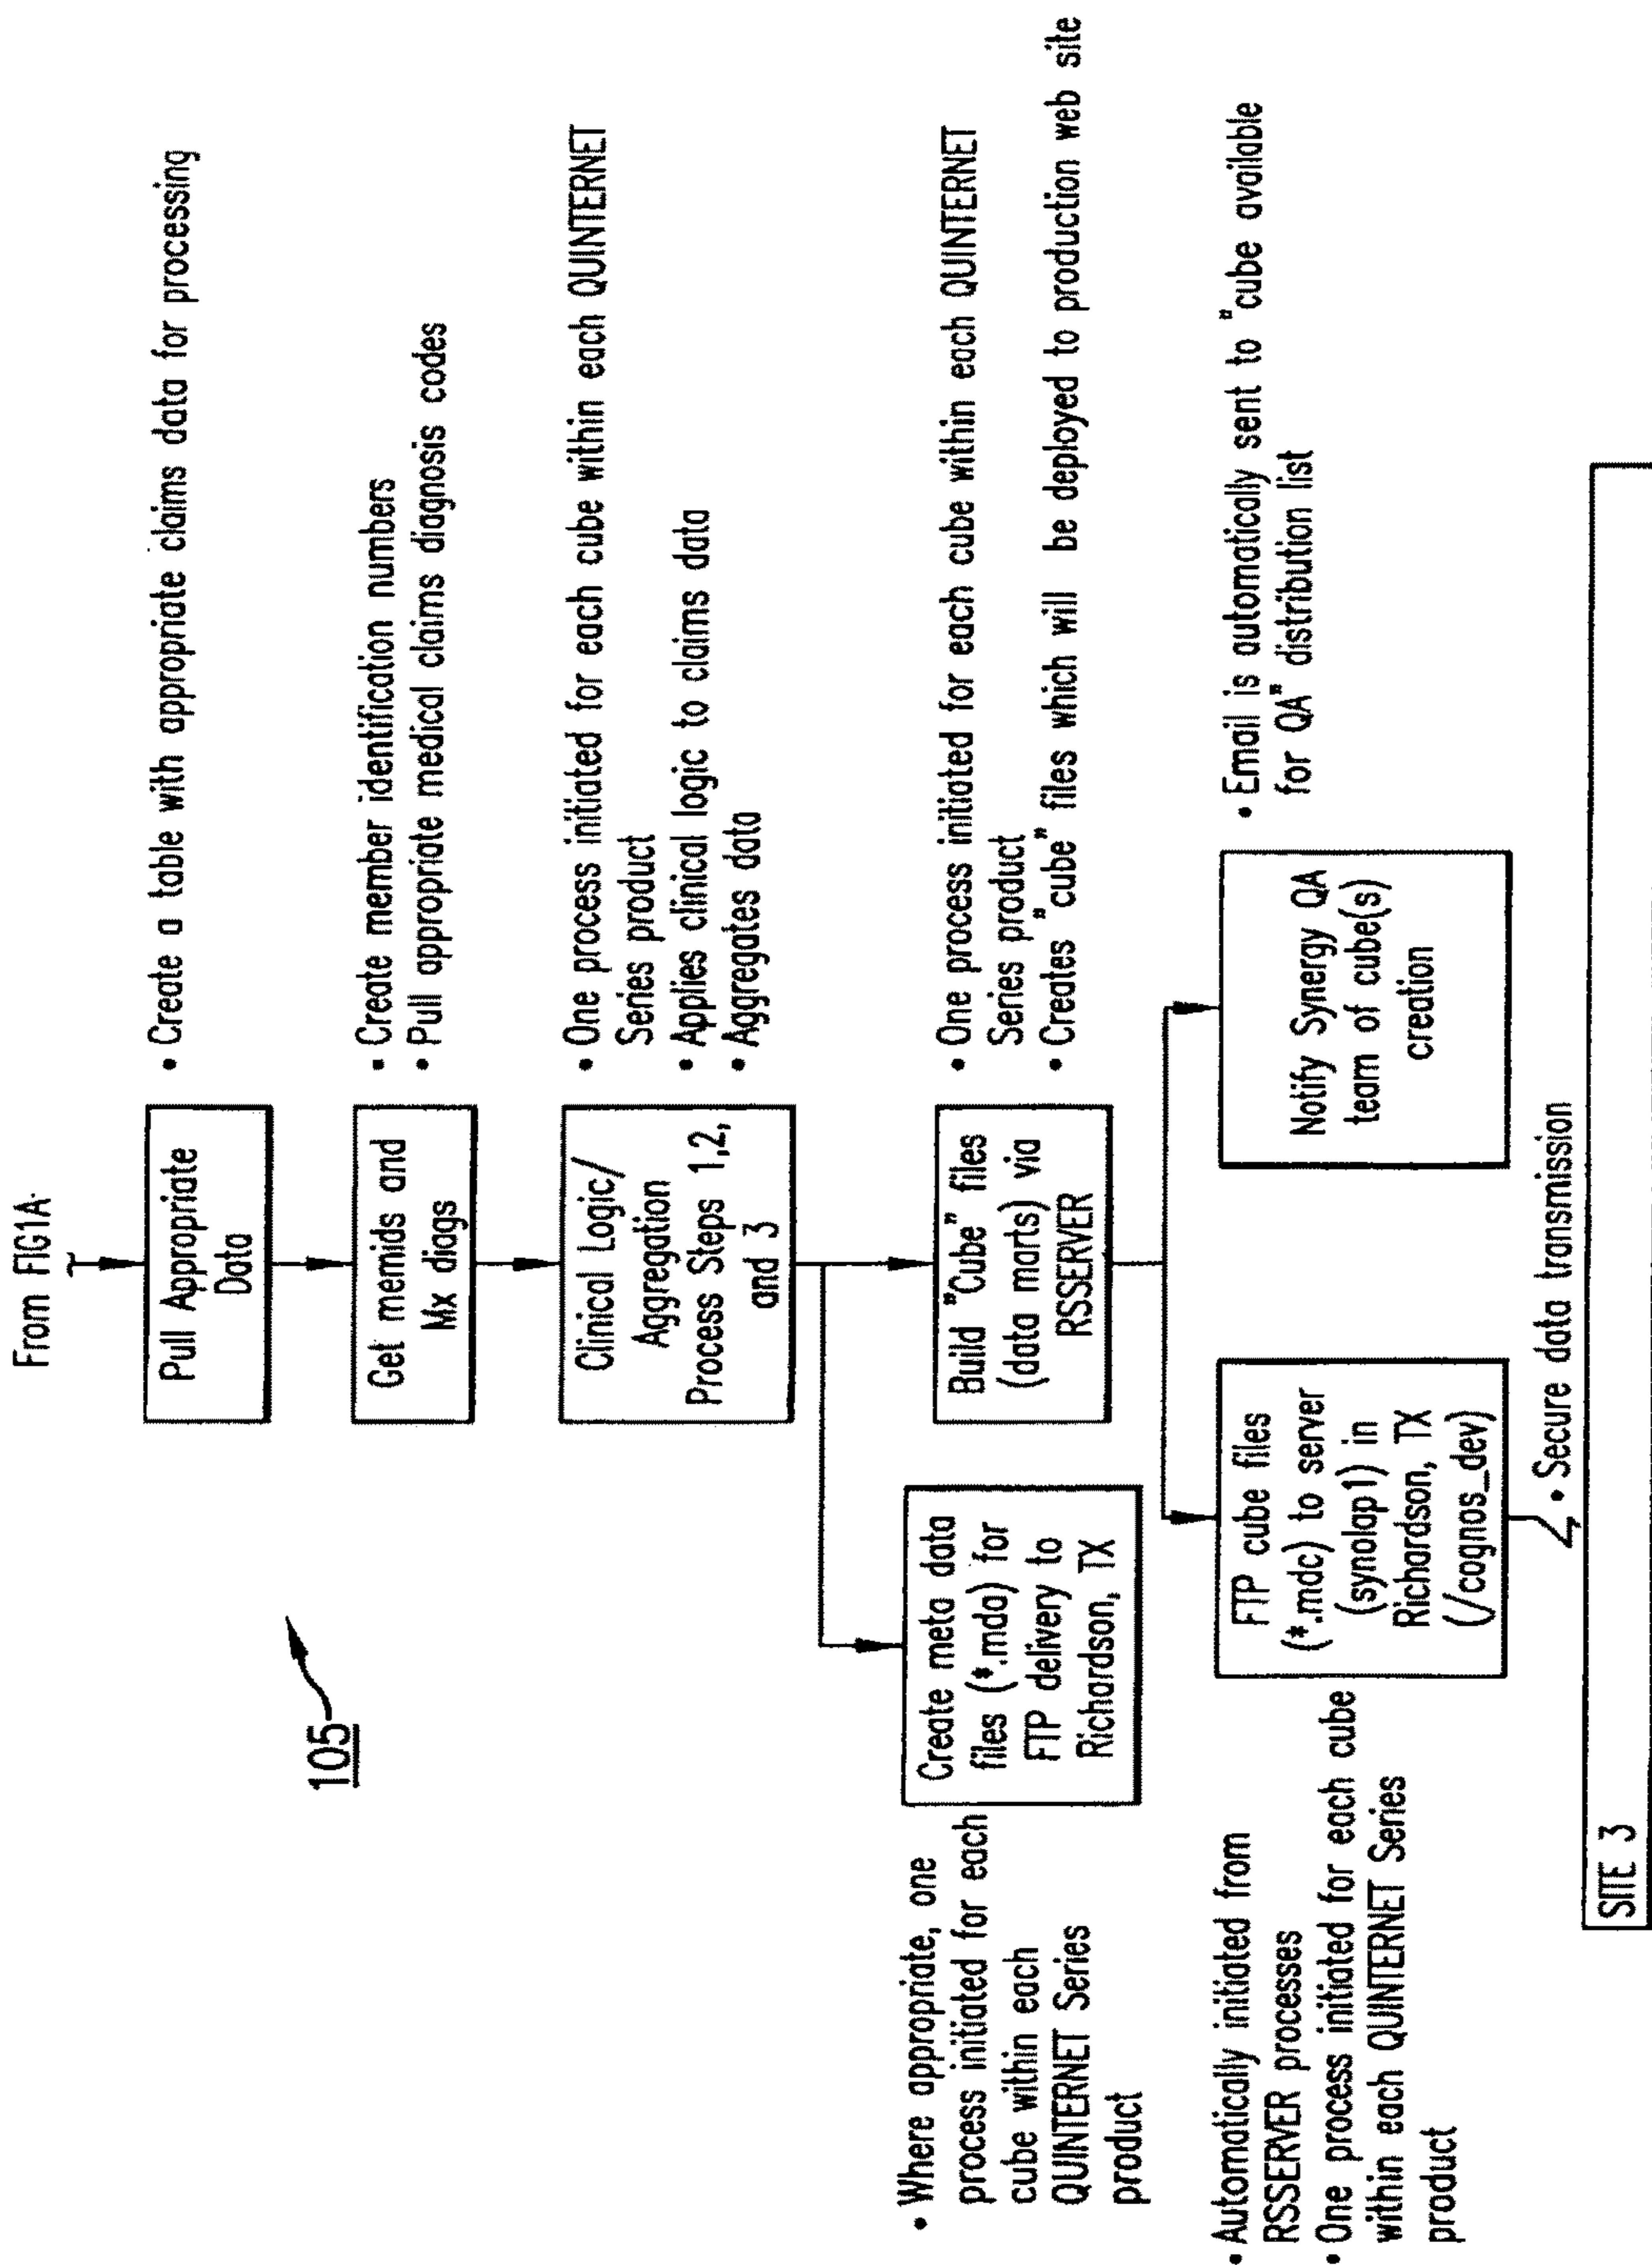 From FIG1A
Pull Appropriate
Data
• Create a table with appropriate claims data for processing
105
Get memids and
Mx diags
• Create member identification numbers
• Pull appropriate medical claims diagnosis codes
Clinical Logic/
Aggregation
Process Steps 1,2,
and 3
• One process initiated for each cube within each QUINTERNET
Series product
• Applies clinical logic to claims data
• Aggregates data
• Where appropriate, one
process initiated for each
cube within each
QUINTERNET Series
product
Create meta data
files (*.mda) for
FTP delivery to
Richardson, TX
Build "Cube" files
(data marts) via
RSSERVER
• One process initiated for each cube within each QUINTERNET
Series product
• Creates "cube" files which will be deployed to production web site
• Automatically initiated from
RSSERVER processes
• One process initiated for each cube
within each QUINTERNET Series
product
FTP cube files
(*.mdc) to server
(synolap1) in
Richardson, TX
(/cognos_dev)
Notify Synergy QA
team of cube(s)
creation
• Email is automatically sent to "cube available
for QA" distribution list
• Secure data transmission
SITE 3